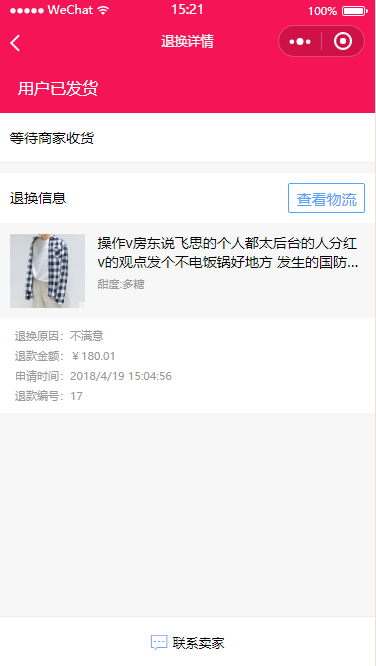 ●●●●● WeChat 15:21 100%
退换详情
用户已发货
等待商家收货
退换信息 查看物流
操作v房东说飞思的个人都太后台的人分红
v的观点发个不电饭锅好地方 发生的国防...
甜度:多糖
退换原因：不满意
退款金额：￥180.01
申请时间：2018/4/19 15:04:56
退款编号：17
联系卖家